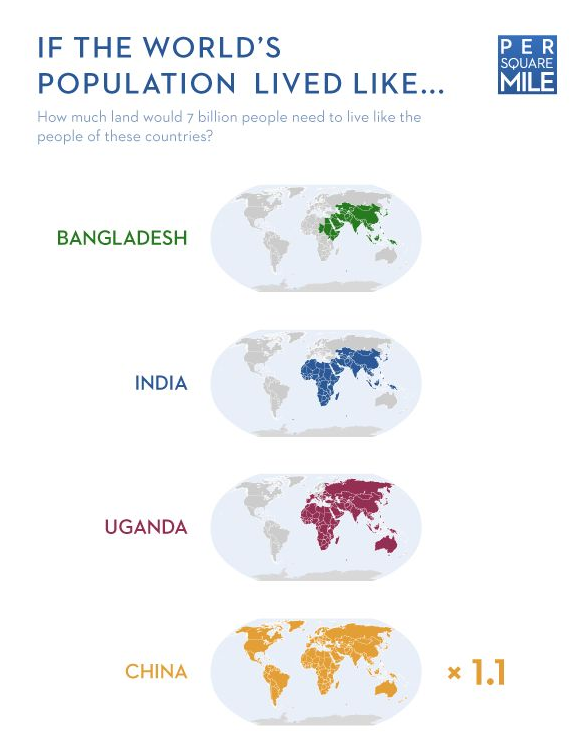 IF THE WORLD'S
POPULATION LIVED LIKE...
PER
SQUARE
MILE
How much land would 7 billion people need to live like the
people of these countries?
BANGLADESH
INDIA
UGANDA
CHINA
× 1.1